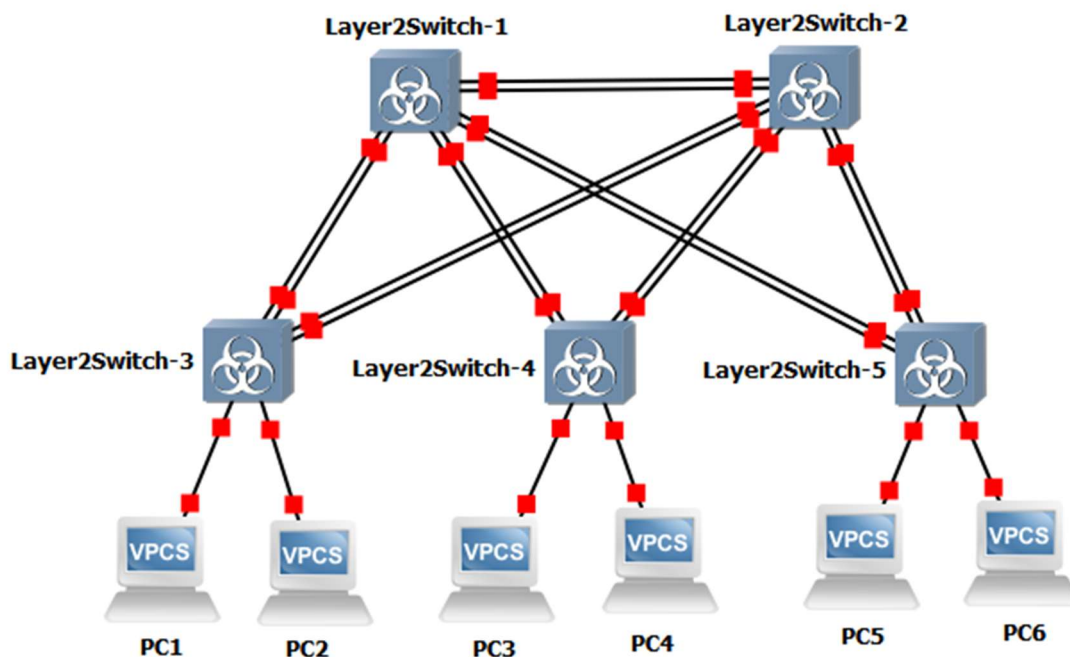 Layer2Switch-1
Layer2Switch-2
Layer2Switch-3
Layer2Switch-4
Layer2Switch-5
VPCS
VPCS
VPCS
VPCS
VPCS
VPCS
PC1
PC2
PC3
PC4
PC5
PC6